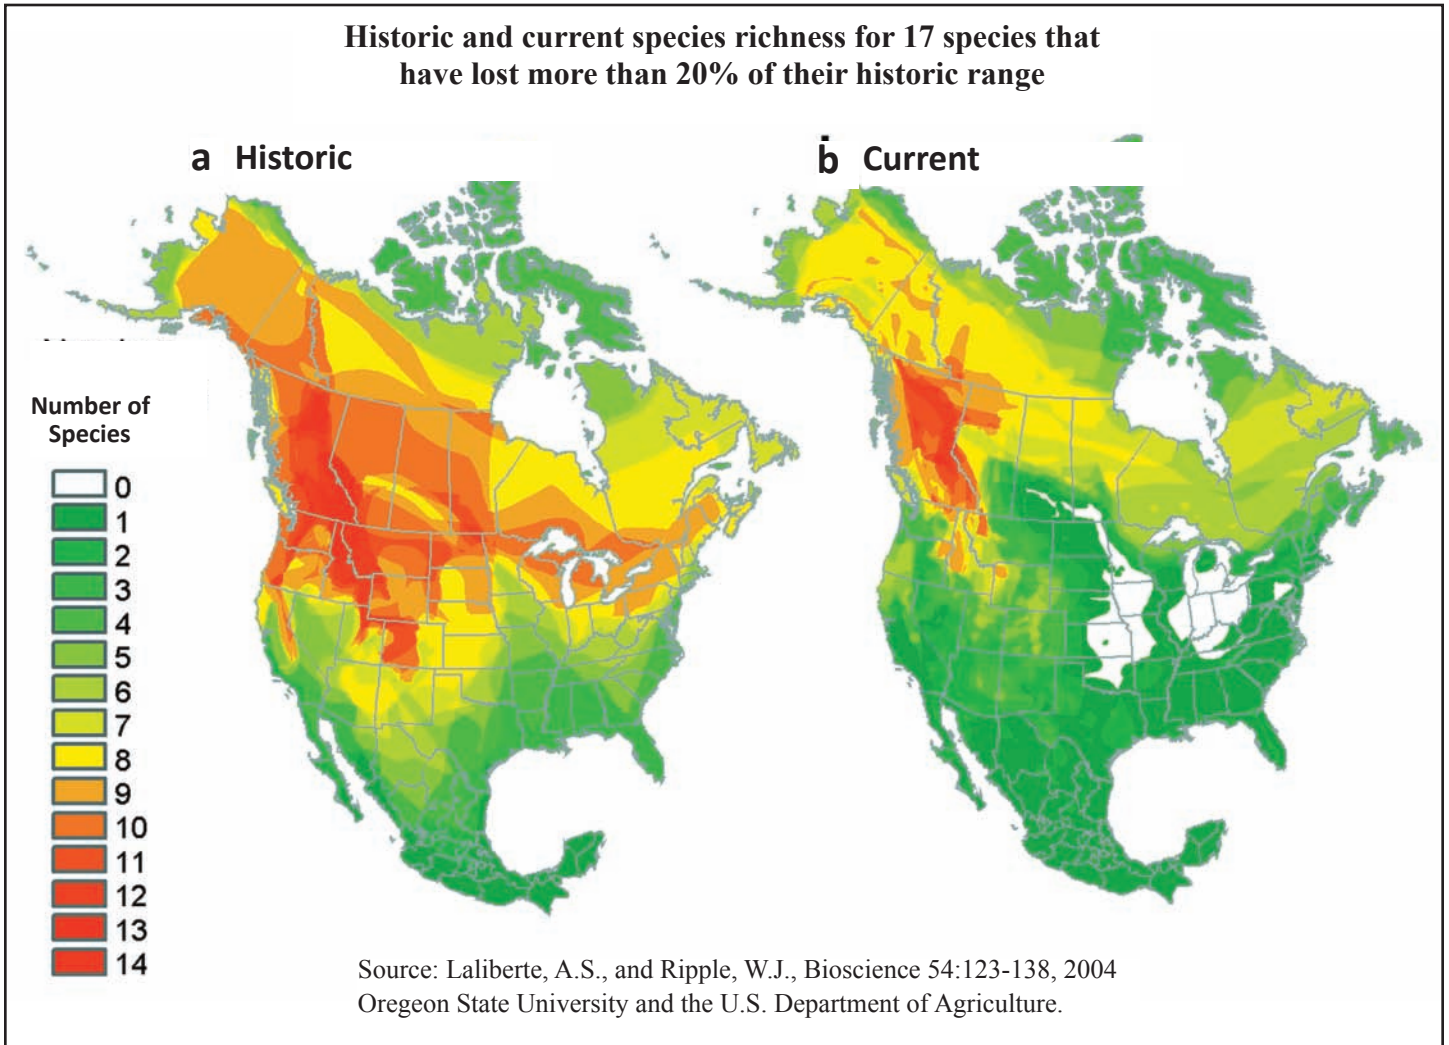 Historic and current species richness for 17 species that
have lost more than 20% of their historic range
a Historic
b Current
Number of
Species
0
1
2
3
4
5
6
7
8
9
10
11
12
13
14
Source: Laliberte, A.S., and Ripple, W.J., Bioscience 54:123-138, 2004
Oregeon State University and the U.S. Department of Agriculture.